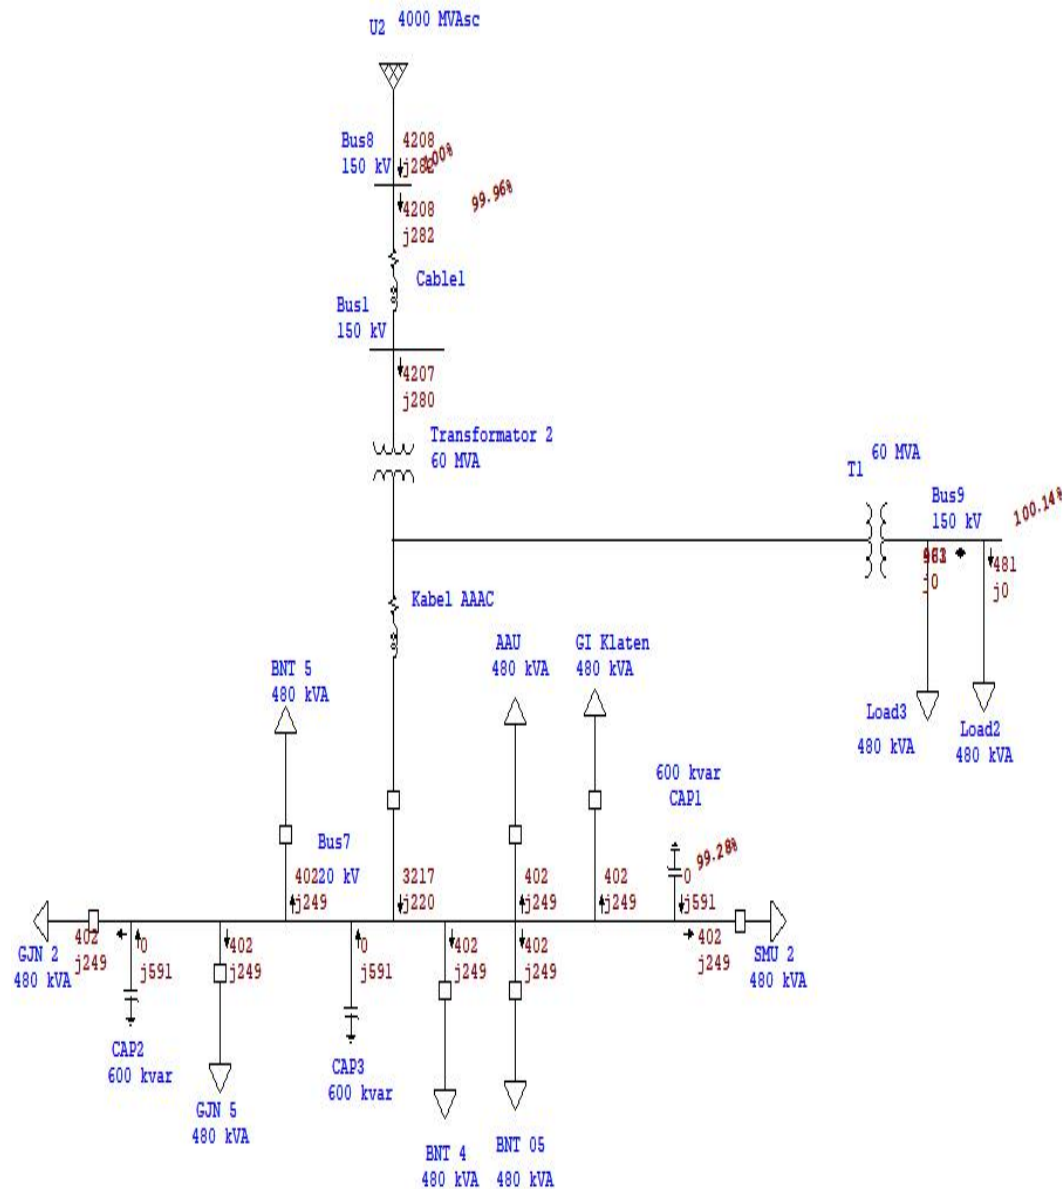 U2 4000 MVAsc
Bus8 4208
150 kV j282 100%
99.96%
4208
j282
Cable1
Bus1
150 kV
4207
j280
Transformator 2
60 MVA
60 MVA
T1
Bus9
150 kV
100.14%
j0
481
j0
Kabel AAAC
Load3
480 kVA
Load2
480 kVA
BNT 5
480 kVA
AAU
480 kVA
GI Klaten
480 kVA
600 kvar
CAP1
99.28%
Bus7
20 kV
402
j249
3217
j220
402
j249
402
j249
0
j591
GJN 2
480 kVA
402
j249
0
j591
402
j249
0
j591
402
j249
402
j249
402
j249
SMU 2
480 kVA
CAP2
600 kvar
GJN 5
480 kVA
CAP3
600 kvar
BNT 4
480 kVA
BNT 05
480 kVA